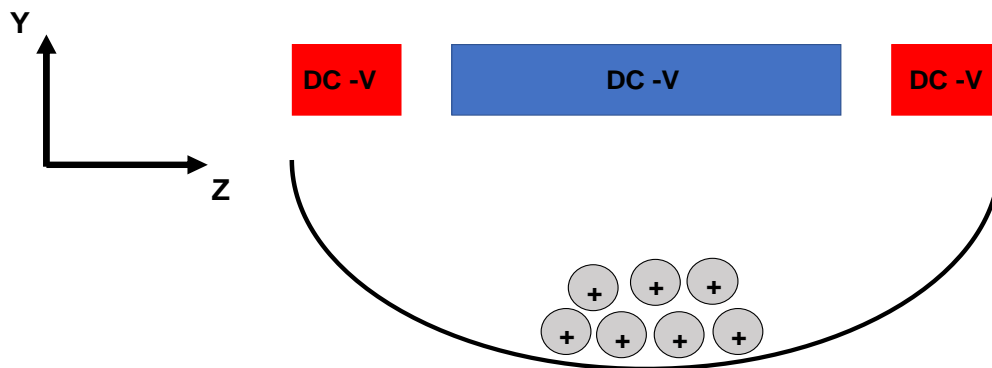 Y
DC -V DC -V DC -V
Z
+ + +
+ + + +